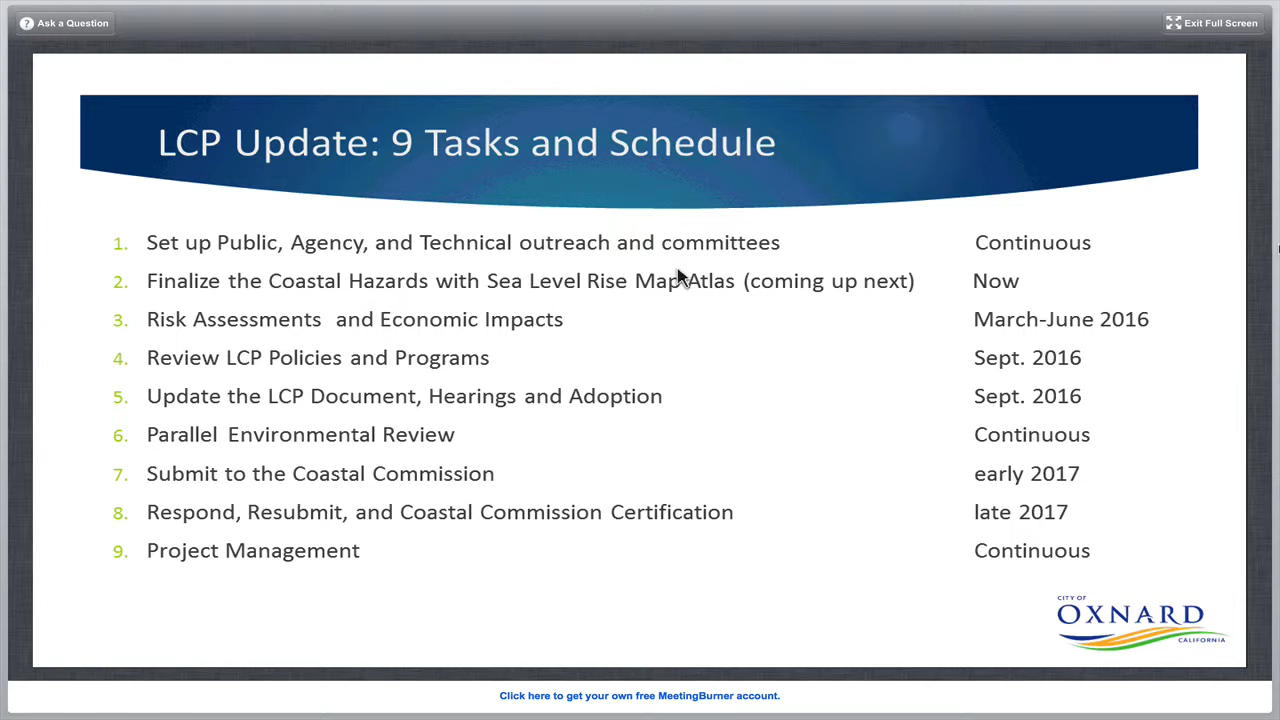 Ask a Question
Exit Full Screen
LCP Update: 9 Tasks and Schedule
1. Set up Public, Agency, and Technical outreach and committees Continuous
2. Finalize the Coastal Hazards with Sea Level Rise Map Atlas (coming up next) Now
3. Risk Assessments and Economic Impacts March-June 2016
4. Review LCP Policies and Programs Sept. 2016
5. Update the LCP Document, Hearings and Adoption Sept. 2016
6. Parallel Environmental Review Continuous
7. Submit to the Coastal Commission early 2017
8. Respond, Resubmit, and Coastal Commission Certification late 2017
9. Project Management Continuous
CITY OF
OXNARD
CALIFORNIA
Click here to get your own free MeetingBurner account.